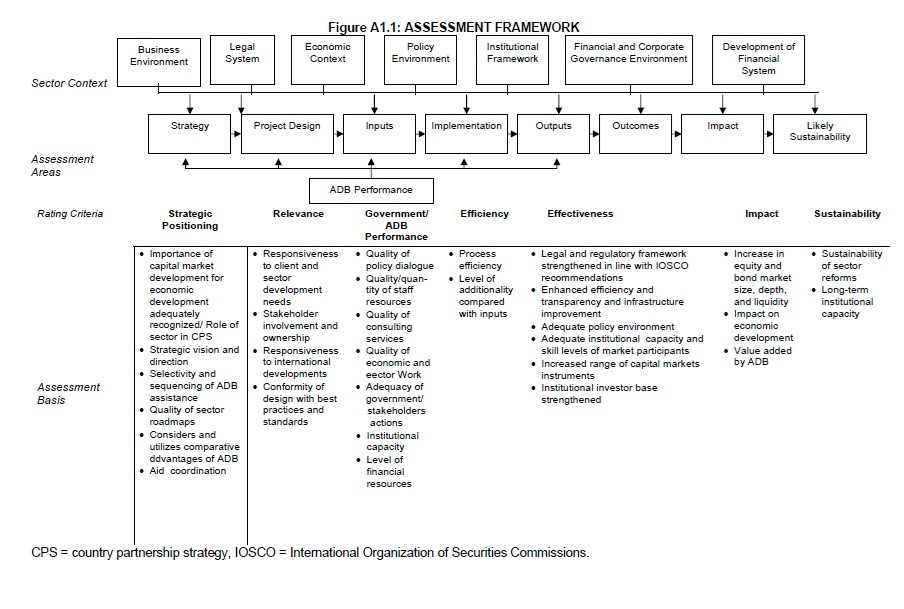 Figure A1.1: ASSESSMENT FRAMEWORK
Business
Environment
Legal
System
Economic
Context
Policy
Environment
Institutional
Framework
Financial and Corporate
Governance Environment
Development of
Financial
System
Sector Context
Strategy
Project Design
Inputs
Implementation
Outputs
Outcomes
Impact
Likely
Sustainability
Assessment
Areas
ADB Performance
Rating Criteria
Strategic
Positioning
Relevance
Government/
ADB
Performance
Efficiency
Effectiveness
Impact
Sustainability
Assessment
Basis
• Importance of
capital market
development for
economic
development
adequately
recognized/ Role of
sector in CPS
• Strategic vision and
direction
• Selectivity and
sequencing of ADB
assistance
• Quality of sector
roadmaps
• Considers and
utilizes comparative
ddvantages of ADB
• Aid coordination
• Responsiveness
to client and
sector
development
needs
• Stakeholder
involvement and
ownership
• Responsiveness
to international
developments
• Conformity of
design with best
practices and
standards
• Quality of
policy dialogue
• Quality/quan-
tity of staff
resources
• Quality of
consulting
services
• Quality of
economic and
eector Work
• Adequacy of
government/
stakeholders
actions
• Institutional
capacity
• Level of
financial
resources
• Process
efficiency
• Level of
additionality
compared
with inputs
• Legal and regulatory framework
strengthened in line with IOSCO
recommendations
• Enhanced efficiency and
transparency and infrastructure
improvement
• Adequate policy environment
• Adequate institutional capacity and
skill levels of market participants
• Increased range of capital markets
instruments
• Institutional investor base
strengthened
• Increase in
equity and
bond market
size, depth,
and liquidity
• Impact on
economic
development
• Value added
by ADB
• Sustainability
of sector
reforms
• Long-term
institutional
capacity
CPS = country partnership strategy, IOSCO = International Organization of Securities Commissions.